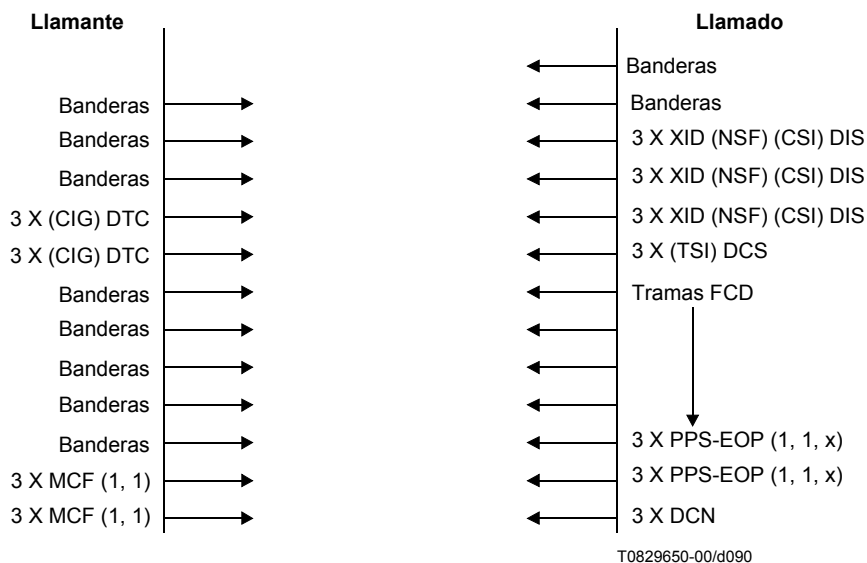 Llamante Llamado
Banderas
Banderas Banderas
Banderas 3 X XID (NSF) (CSI) DIS
Banderas 3 X XID (NSF) (CSI) DIS
3 X (CIG) DTC 3 X XID (NSF) (CSI) DIS
3 X (CIG) DTC 3 X (TSI) DCS
Banderas Tramas FCD
Banderas
Banderas
Banderas
Banderas 3 X PPS-EOP (1, 1, x)
3 X MCF (1, 1) 3 X PPS-EOP (1, 1, x)
3 X MCF (1, 1) 3 X DCN
T0829650-00/d090